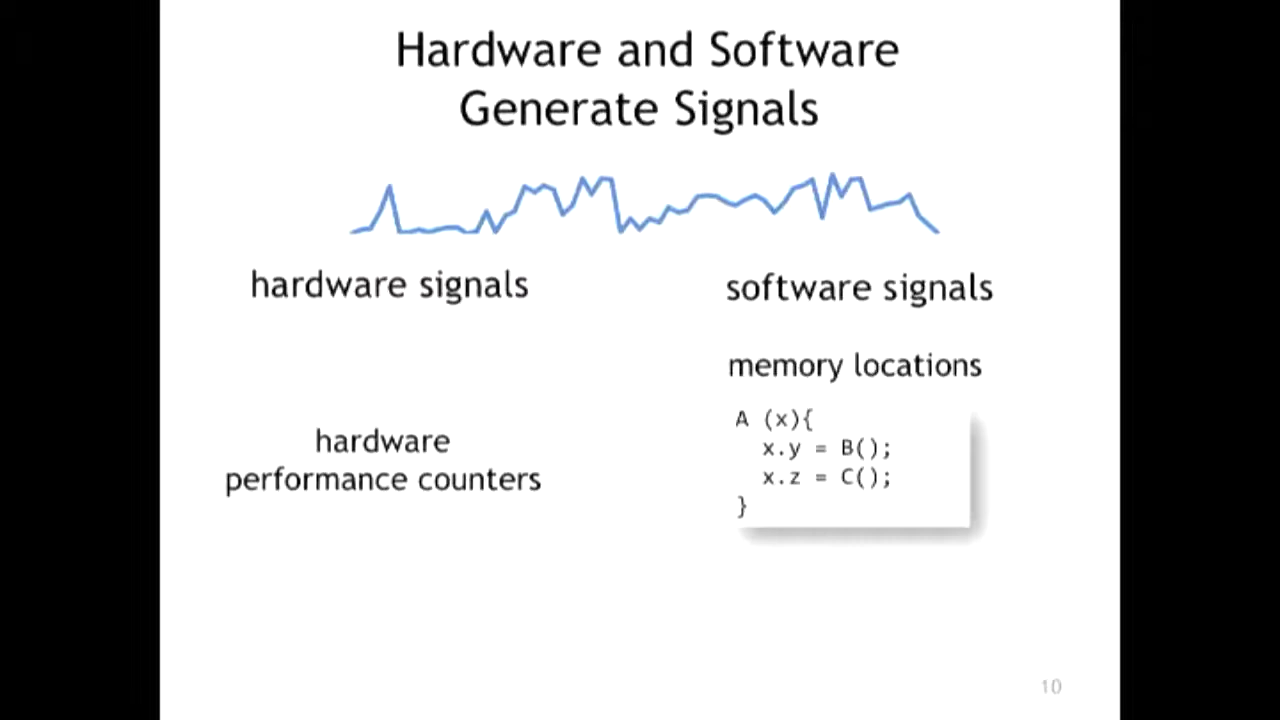 Hardware and Software
Generate Signals
hardware signals
software signals
memory locations
hardware
performance counters
A (x){
x.y = B();
x.z = C();
}
10